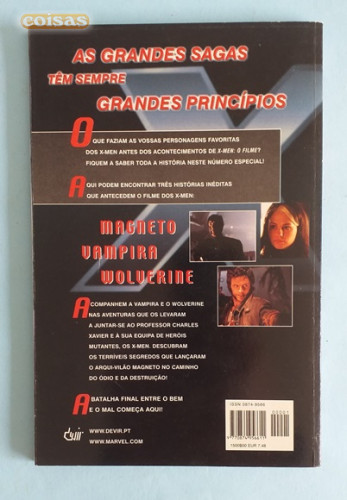 coisas
AS GRANDES SAGAS
TÊM SEMPRE
GRANDES PRINCÍPIOS
O QUE FAZIAM AS VOSSAS PERSONAGENS FAVORITAS
DOS X-MEN ANTES DOS ACONTECIMENTOS DE X-MEN: O FILME?
FIQUEM A SABER TODA A HISTÓRIA NESTE NÚMERO ESPECIAL!
AQUI PODEM ENCONTRAR TRÊS HISTÓRIAS INÉDITAS
QUE ANTECEDEM O FILME DOS X-MEN:
MAGNETO
VAMPIRA
WOLVERINE
ACOMPANHEM A VAMPIRA E O WOLVERINE
NAS AVENTURAS QUE OS LEVARAM
A JUNTAR-SE AO PROFESSOR CHARLES
XAVIER E À SUA EQUIPA DE HERÓIS
MUTANTES, OS X-MEN. DESCUBRAM
OS TERRÍVEIS SEGREDOS QUE LANÇARAM
O ARQUI-VILÃO MAGNETO NO CAMINHO
DO ÓDIO E DA DESTRUIÇÃO!
A BATALHA FINAL ENTRE O BEM
E O MAL COMEÇA AQUI!
devir
WWW.DEVIR.PT
WWW.MARVEL.COM
00001